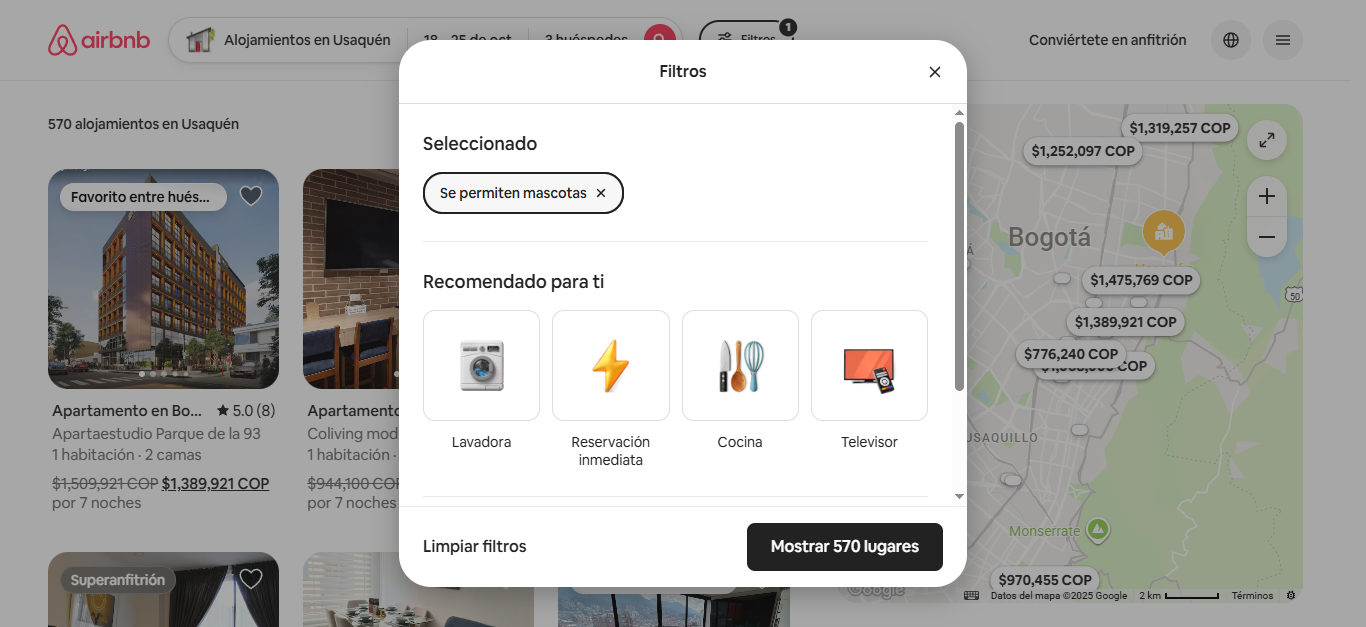 airbnb
Alojamientos en Usaquén
18 – 25 de oct
3 huéspedes
Filtros
1
Conviértete en anfitrión
570 alojamientos en Usaquén
Favorito entre hués...
Apartamento en Bo...
5.0 (8)
Apartaestudio Parque de la 93
1 habitación · 2 camas
$1,509,921 COP $1,389,921 COP
por 7 noches
Apartamento
Coliving mod
1 habitación ·
$944,100 COP
por 7 noches
Superanfitrión
Filtros
Seleccionado
Se permiten mascotas
Recomendado para ti
Lavadora
Reservación
inmediata
Cocina
Televisor
Limpiar filtros
Mostrar 570 lugares
$1,319,257 COP
$1,252,097 COP
Bogotá
$1,475,769 COP
50
$1,389,921 COP
$776,240 COP
COP
USAQUILLO
Monserrate
$970,455 COP
Google
Datos del mapa ©2025 Google
2 km
Términos